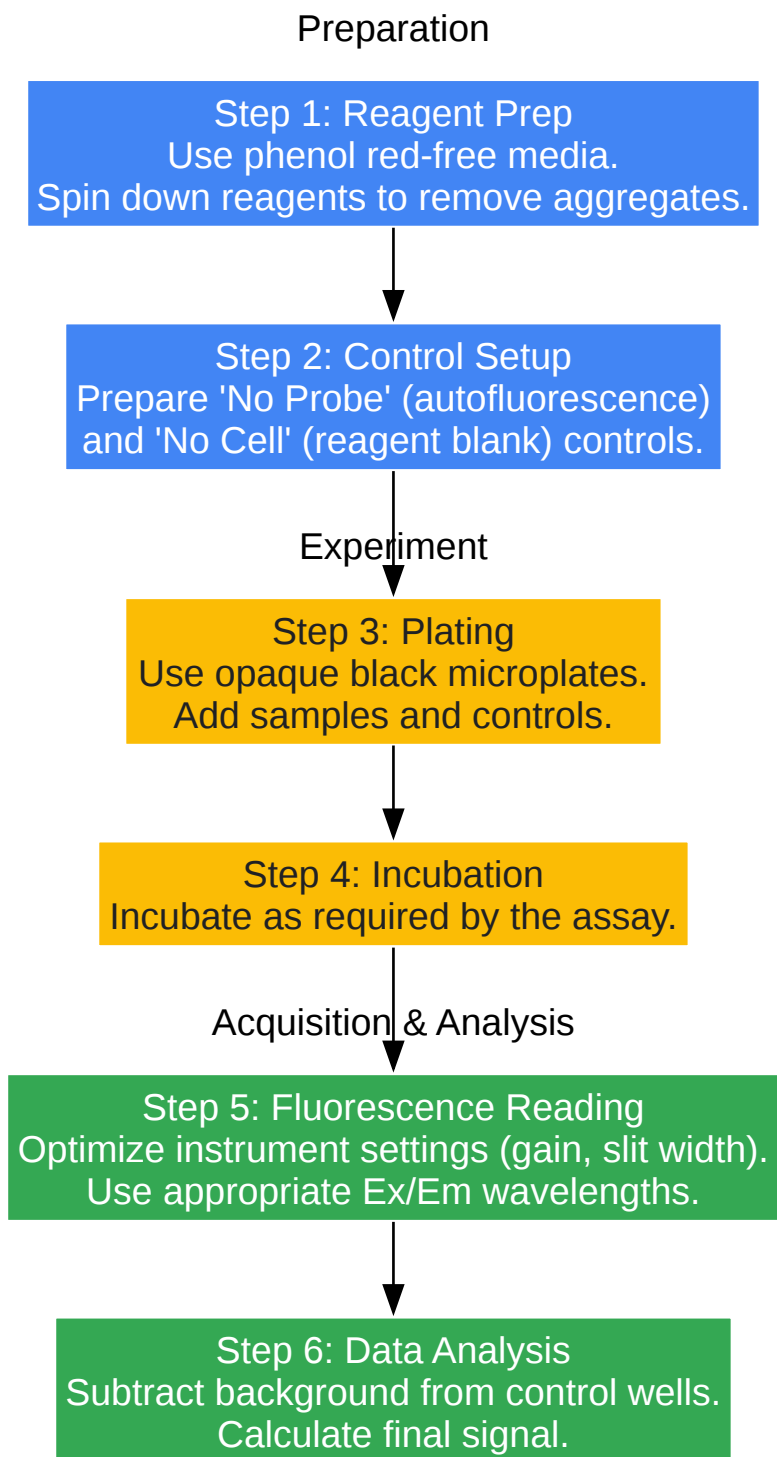 Preparation
Step 1: Reagent Prep
Use phenol red-free media.
Spin down reagents to remove aggregates.
Step 2: Control Setup
Prepare 'No Probe' (autofluorescence)
and 'No Cell' (reagent blank) controls.
Experiment
Step 3: Plating
Use opaque black microplates.
Add samples and controls.
Step 4: Incubation
Incubate as required by the assay.
Acquisition & Analysis
Step 5: Fluorescence Reading
Optimize instrument settings (gain, slit width).
Use appropriate Ex/Em wavelengths.
Step 6: Data Analysis
Subtract background from control wells.
Calculate final signal.